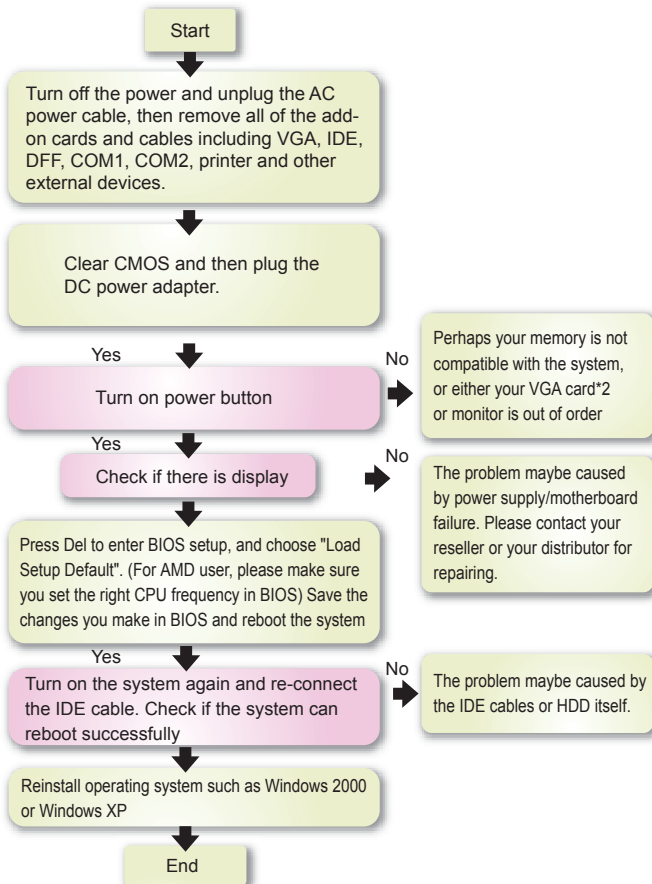 Start
Turn off the power and unplug the AC
power cable, then remove all of the add-
on cards and cables including VGA, IDE,
DFF, COM1, COM2, printer and other
external devices.
Clear CMOS and then plug the
DC power adapter.
Yes
No
Turn on power button
Perhaps your memory is not
compatible with the system,
or either your VGA card*2
or monitor is out of order
Yes
No
Check if there is display
The problem maybe caused
by power supply/motherboard
failure. Please contact your
reseller or your distributor for
repairing.
Press Del to enter BIOS setup, and choose "Load
Setup Default". (For AMD user, please make sure
you set the right CPU frequency in BIOS) Save the
changes you make in BIOS and reboot the system
Yes
No
Turn on the system again and re-connect
the IDE cable. Check if the system can
reboot successfully
The problem maybe caused by
the IDE cables or HDD itself.
Reinstall operating system such as Windows 2000
or Windows XP
End